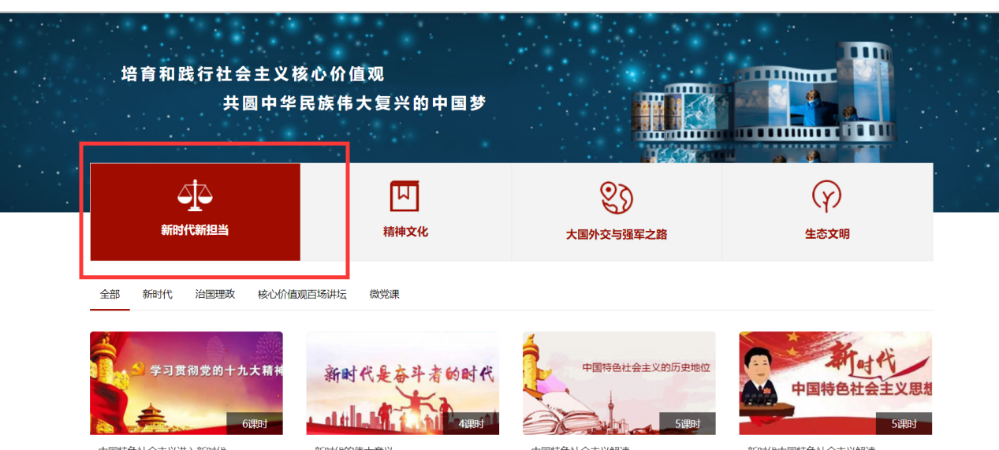 培育和践行社会主义核心价值观
共圆中华民族伟大复兴的中国梦
新时代新担当
精神文化
大国外交与强军之路
生态文明
全部 新时代 治国理政 核心价值观百场讲坛 微党课
学习贯彻党的十九大精神
6课时
新时代是奋斗者的时代
4课时
中国特色社会主义的历史地位
5课时
新时代
中国特色社会主义思想
5课时